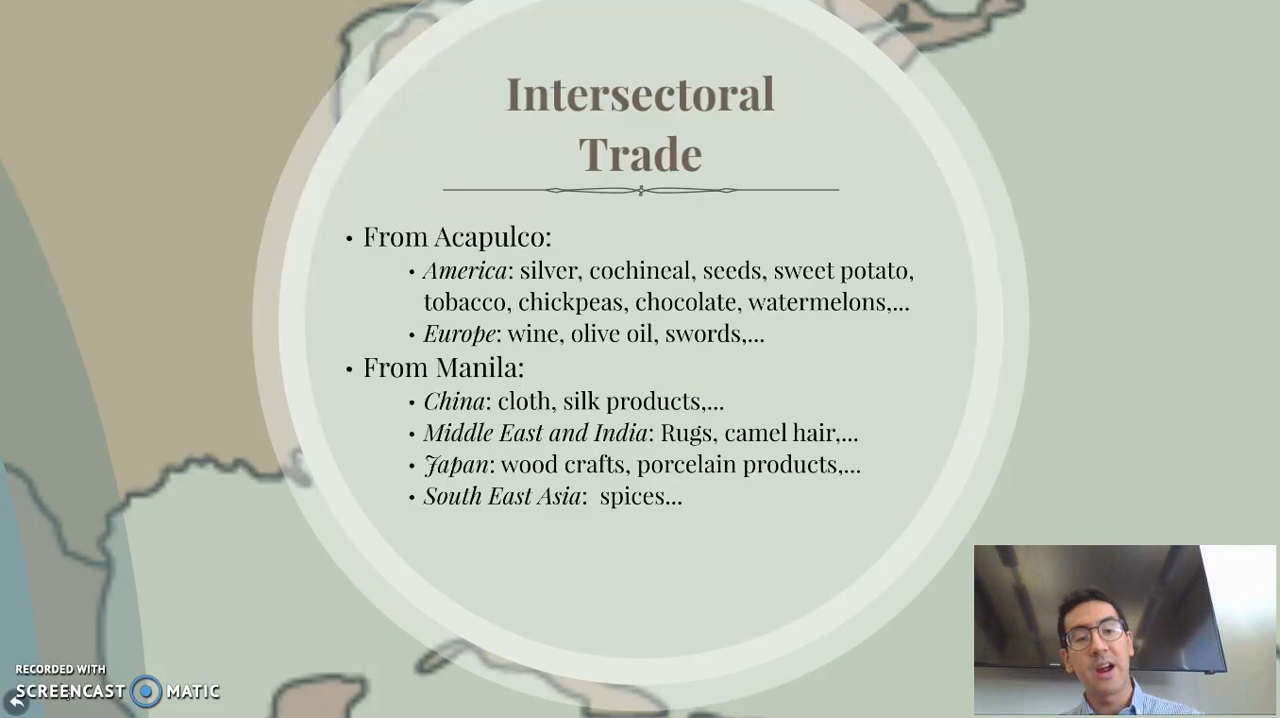 Intersectoral
Trade
• From Acapulco:
• America: silver, cochineal, seeds, sweet potato,
tobacco, chickpeas, chocolate, watermelons,...
• Europe: wine, olive oil, swords,...
• From Manila:
• China: cloth, silk products,...
• Middle East and India: Rugs, camel hair,...
• Japan: wood crafts, porcelain products,...
• South East Asia:  spices...
RECORDED WITH
SCREENCAST MATIC